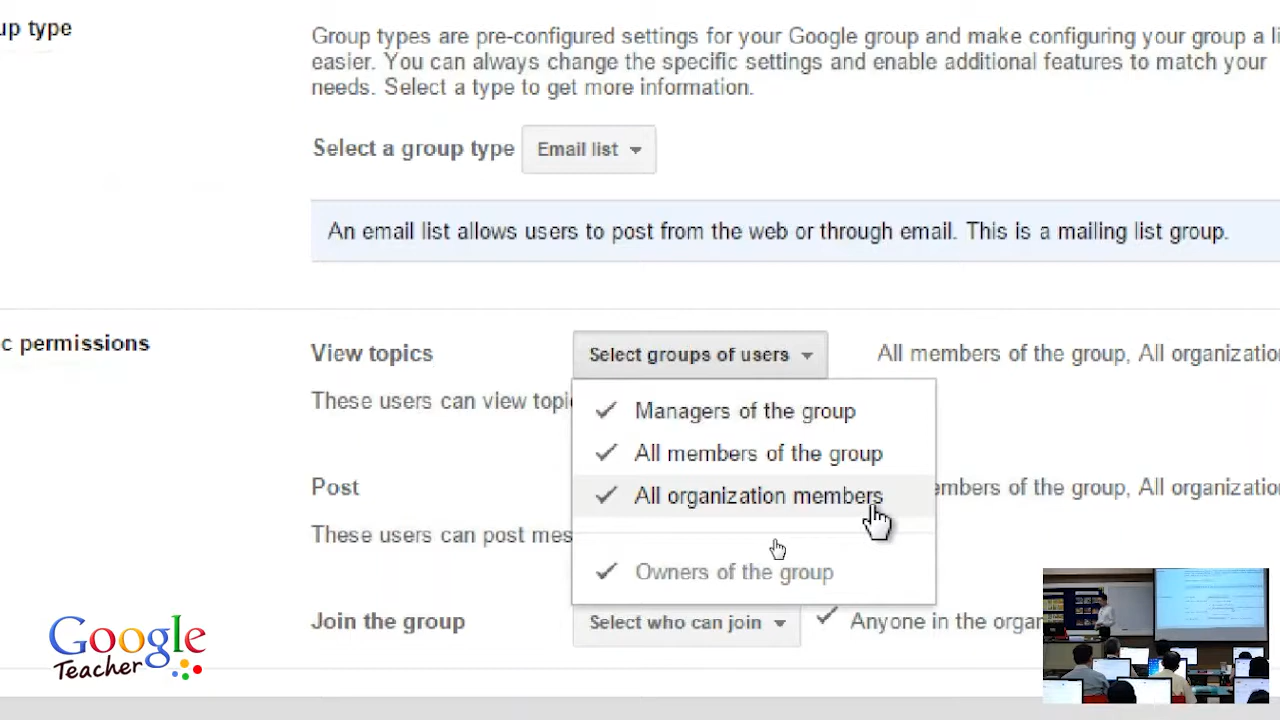 up type
Group types are pre-configured settings for your Google group and make configuring your group a li
easier. You can always change the specific settings and enable additional features to match your
needs. Select a type to get more information.
Select a group type Email list
An email list allows users to post from the web or through email. This is a mailing list group.
c permissions
View topics Select groups of users All members of the group, All organizatio
These users can view topi
Managers of the group
All members of the group
All organization members
Owners of the group
Post embers of the group, All organizatio
These users can post mes
Join the group Select who can join Anyone in the orga
Google
Teacher